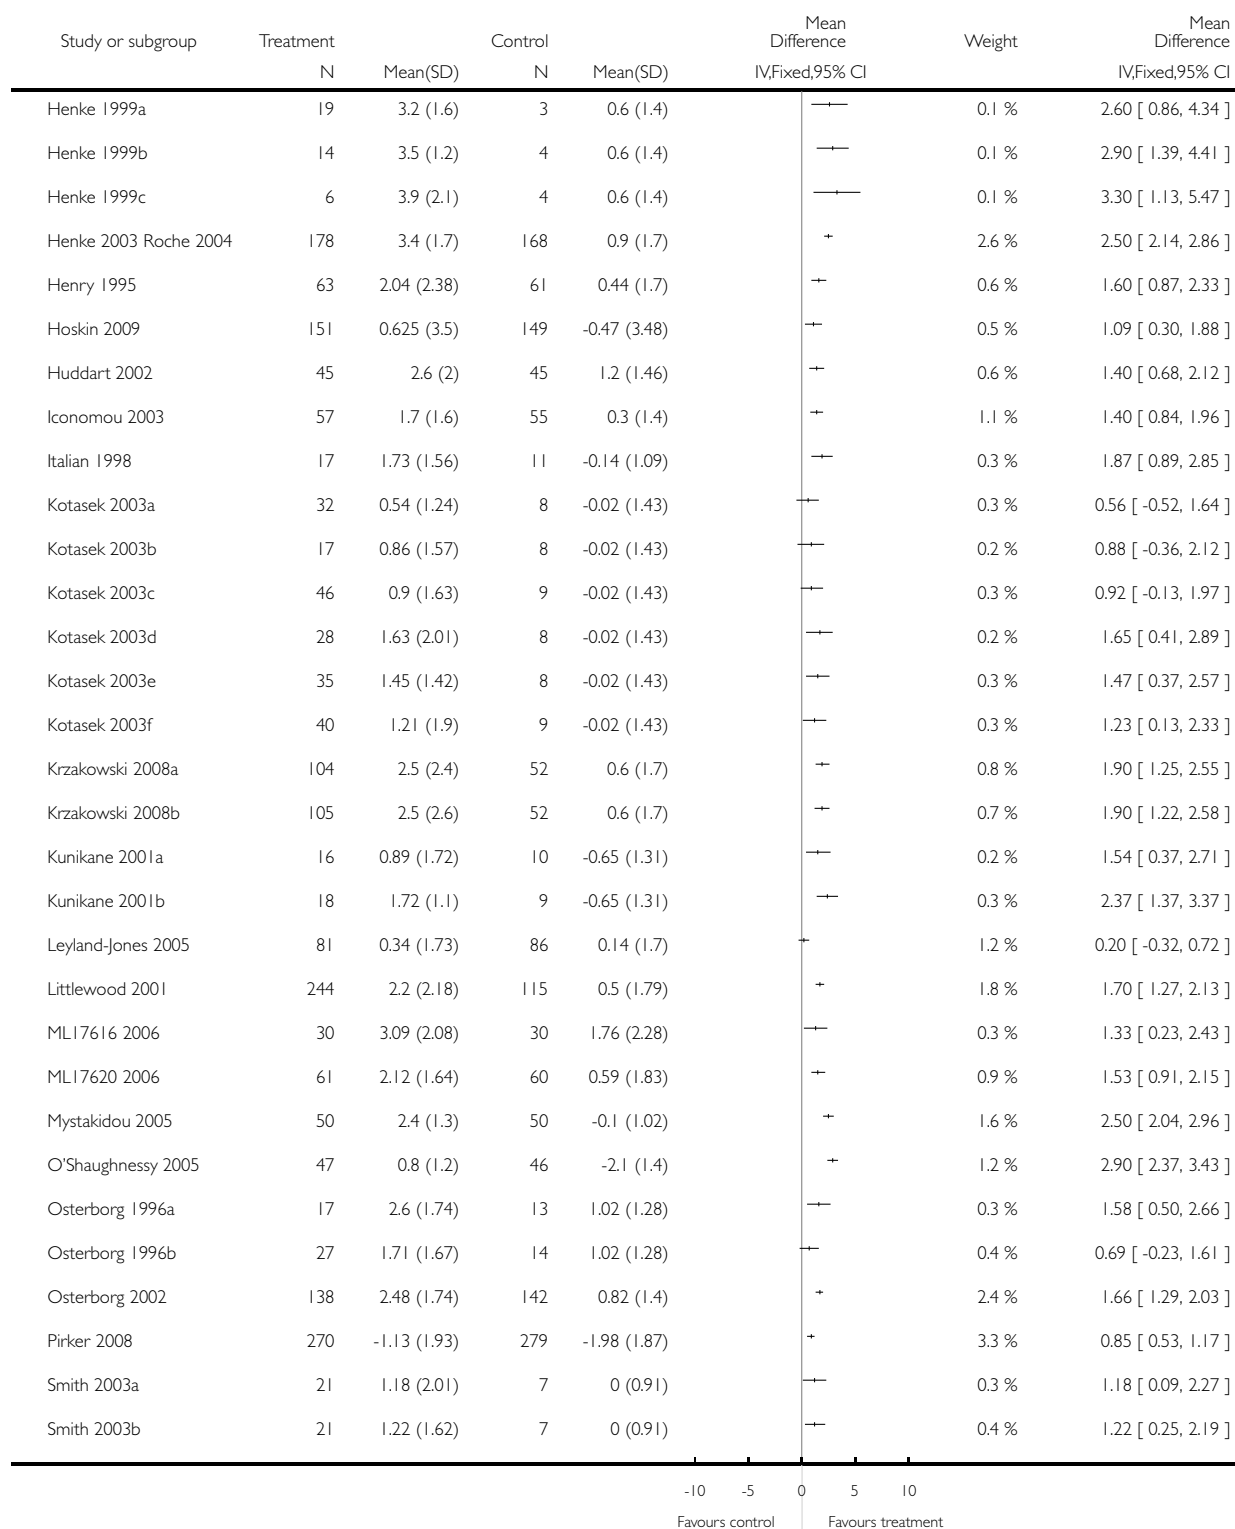 Mean Mean
Study or subgroup Treatment Control Difference Weight Difference
N Mean(SD) N Mean(SD) IV,Fixed,95% CI IV,Fixed,95% CI
Henke 1999a 19 3.2 (1.6) 3 0.6 (1.4) 0.1 % 2.60 [ 0.86, 4.34 ]
Henke 1999b 14 3.5 (1.2) 4 0.6 (1.4) 0.1 % 2.90 [ 1.39, 4.41 ]
Henke 1999c 6 3.9 (2.1) 4 0.6 (1.4) 0.1 % 3.30 [ 1.13, 5.47 ]
Henke 2003 Roche 2004 178 3.4 (1.7) 168 0.9 (1.7) 2.6 % 2.50 [ 2.14, 2.86 ]
Henry 1995 63 2.04 (2.38) 61 0.44 (1.7) 0.6 % 1.60 [ 0.87, 2.33 ]
Hoskin 2009 151 0.625 (3.5) 149 -0.47 (3.48) 0.5 % 1.09 [ 0.30, 1.88 ]
Huddart 2002 45 2.6 (2) 45 1.2 (1.46) 0.6 % 1.40 [ 0.68, 2.12 ]
Iconomou 2003 57 1.7 (1.6) 55 0.3 (1.4) 1.1 % 1.40 [ 0.84, 1.96 ]
Italian 1998 17 1.73 (1.56) 11 -0.14 (1.09) 0.3 % 1.87 [ 0.89, 2.85 ]
Kotasek 2003a 32 0.54 (1.24) 8 -0.02 (1.43) 0.3 % 0.56 [ -0.52, 1.64 ]
Kotasek 2003b 17 0.86 (1.57) 8 -0.02 (1.43) 0.2 % 0.88 [ -0.36, 2.12 ]
Kotasek 2003c 46 0.9 (1.63) 9 -0.02 (1.43) 0.3 % 0.92 [ -0.13, 1.97 ]
Kotasek 2003d 28 1.63 (2.01) 8 -0.02 (1.43) 0.2 % 1.65 [ 0.41, 2.89 ]
Kotasek 2003e 35 1.45 (1.42) 8 -0.02 (1.43) 0.3 % 1.47 [ 0.37, 2.57 ]
Kotasek 2003f 40 1.21 (1.9) 9 -0.02 (1.43) 0.3 % 1.23 [ 0.13, 2.33 ]
Krzakowski 2008a 104 2.5 (2.4) 52 0.6 (1.7) 0.8 % 1.90 [ 1.25, 2.55 ]
Krzakowski 2008b 105 2.5 (2.6) 52 0.6 (1.7) 0.7 % 1.90 [ 1.22, 2.58 ]
Kunikane 2001a 16 0.89 (1.72) 10 -0.65 (1.31) 0.2 % 1.54 [ 0.37, 2.71 ]
Kunikane 2001b 18 1.72 (1.1) 9 -0.65 (1.31) 0.3 % 2.37 [ 1.37, 3.37 ]
Leyland-Jones 2005 81 0.34 (1.73) 86 0.14 (1.7) 1.2 % 0.20 [ -0.32, 0.72 ]
Littlewood 2001 244 2.2 (2.18) 115 0.5 (1.79) 1.8 % 1.70 [ 1.27, 2.13 ]
ML17616 2006 30 3.09 (2.08) 30 1.76 (2.28) 0.3 % 1.33 [ 0.23, 2.43 ]
ML17620 2006 61 2.12 (1.64) 60 0.59 (1.83) 0.9 % 1.53 [ 0.91, 2.15 ]
Mystakidou 2005 50 2.4 (1.3) 50 -0.1 (1.02) 1.6 % 2.50 [ 2.04, 2.96 ]
O'Shaughnessy 2005 47 0.8 (1.2) 46 -2.1 (1.4) 1.2 % 2.90 [ 2.37, 3.43 ]
Osterborg 1996a 17 2.6 (1.74) 13 1.02 (1.28) 0.3 % 1.58 [ 0.50, 2.66 ]
Osterborg 1996b 27 1.71 (1.67) 14 1.02 (1.28) 0.4 % 0.69 [ -0.23, 1.61 ]
Osterborg 2002 138 2.48 (1.74) 142 0.82 (1.4) 2.4 % 1.66 [ 1.29, 2.03 ]
Pirker 2008 270 -1.13 (1.93) 279 -1.98 (1.87) 3.3 % 0.85 [ 0.53, 1.17 ]
Smith 2003a 21 1.18 (2.01) 7 0 (0.91) 0.3 % 1.18 [ 0.09, 2.27 ]
Smith 2003b 21 1.22 (1.62) 7 0 (0.91) 0.4 % 1.22 [ 0.25, 2.19 ]
-10 -5 0 5 10
Favours control Favours treatment